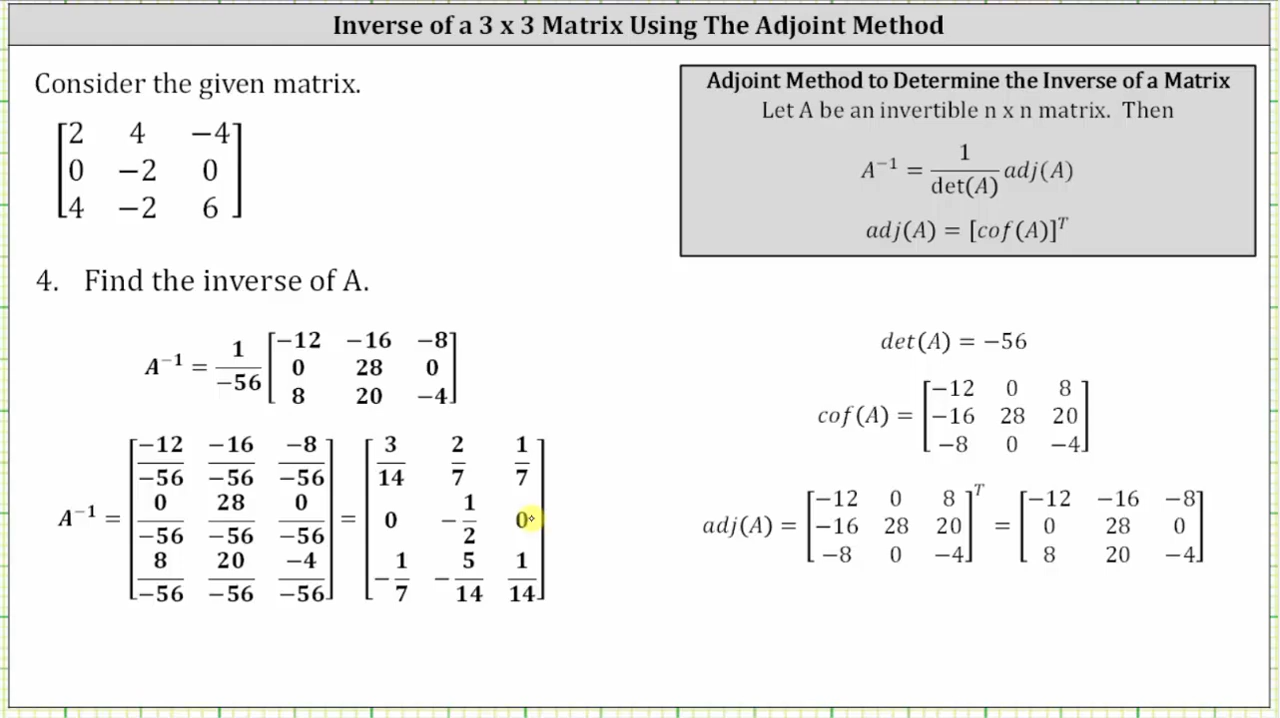 Inverse of a 3 x 3 Matrix Using The Adjoint Method
Consider the given matrix.
[2 4 −4]
[0 −2 0]
[4 −2 6]
Adjoint Method to Determine the Inverse of a Matrix
Let A be an invertible n x n matrix. Then
A⁻¹ = 1/det(A) adj(A)
adj(A) = [cof(A)]ᵀ
4. Find the inverse of A.
A⁻¹ = 1/−56 [−12 −16 −8]
[0 28 0]
[8 20 −4]
A⁻¹ = [−12/−56 −16/−56 −8/−56] = [3/14 2/7 1/7]
[0/−56 28/−56 0/−56] [0 −1/2 0]
[8/−56 20/−56 −4/−56] [−1/7 −5/14 1/14]
det(A) = −56
cof(A) = [−12 0 8]
[−16 28 20]
[−8 0 −4]
adj(A) = [−12 0 8]ᵀ = [−12 −16 −8]
[−16 28 20] [0 28 0]
[−8 0 −4] [8 20 −4]